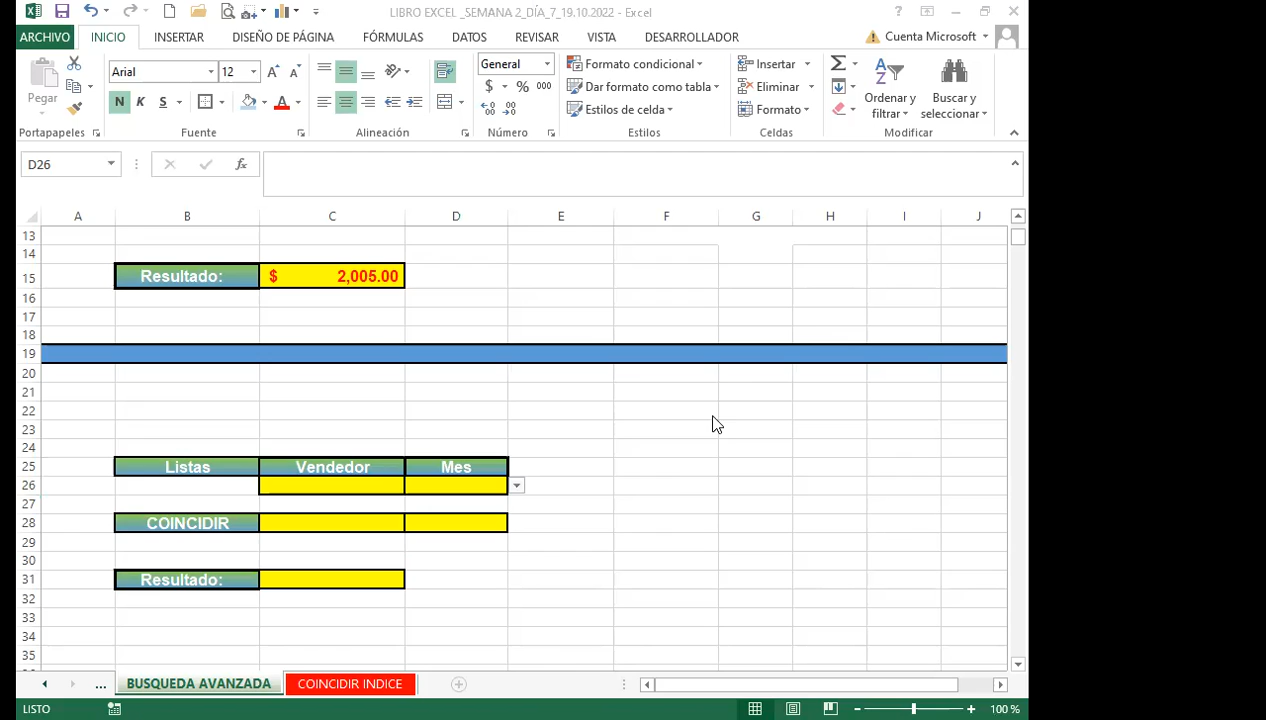 LIBRO EXCEL _SEMANA 2_DÍA_7_19.10.2022 - Excel
ARCHIVO INICIO INSERTAR DISEÑO DE PÁGINA FÓRMULAS DATOS REVISAR VISTA DESARROLLADOR Cuenta Microsoft
Pegar
Arial 12
N K S
General
$ % 000
Formato condicional
Dar formato como tabla
Estilos de celda
Insertar
Eliminar
Formato
Ordenar y
filtrar
Buscar y
seleccionar
Portapapeles Fuente Alineación Número Estilos Celdas Modificar
D26 fx
A B C D E F G H I J
13
14
15 Resultado: $ 2,005.00
16
17
18
19
20
21
22
23
24
25 Listas Vendedor Mes
26
27
28 COINCIDIR
29
30
31 Resultado:
32
33
34
35
... BUSQUEDA AVANZADA COINCIDIR INDICE
LISTO 100 %